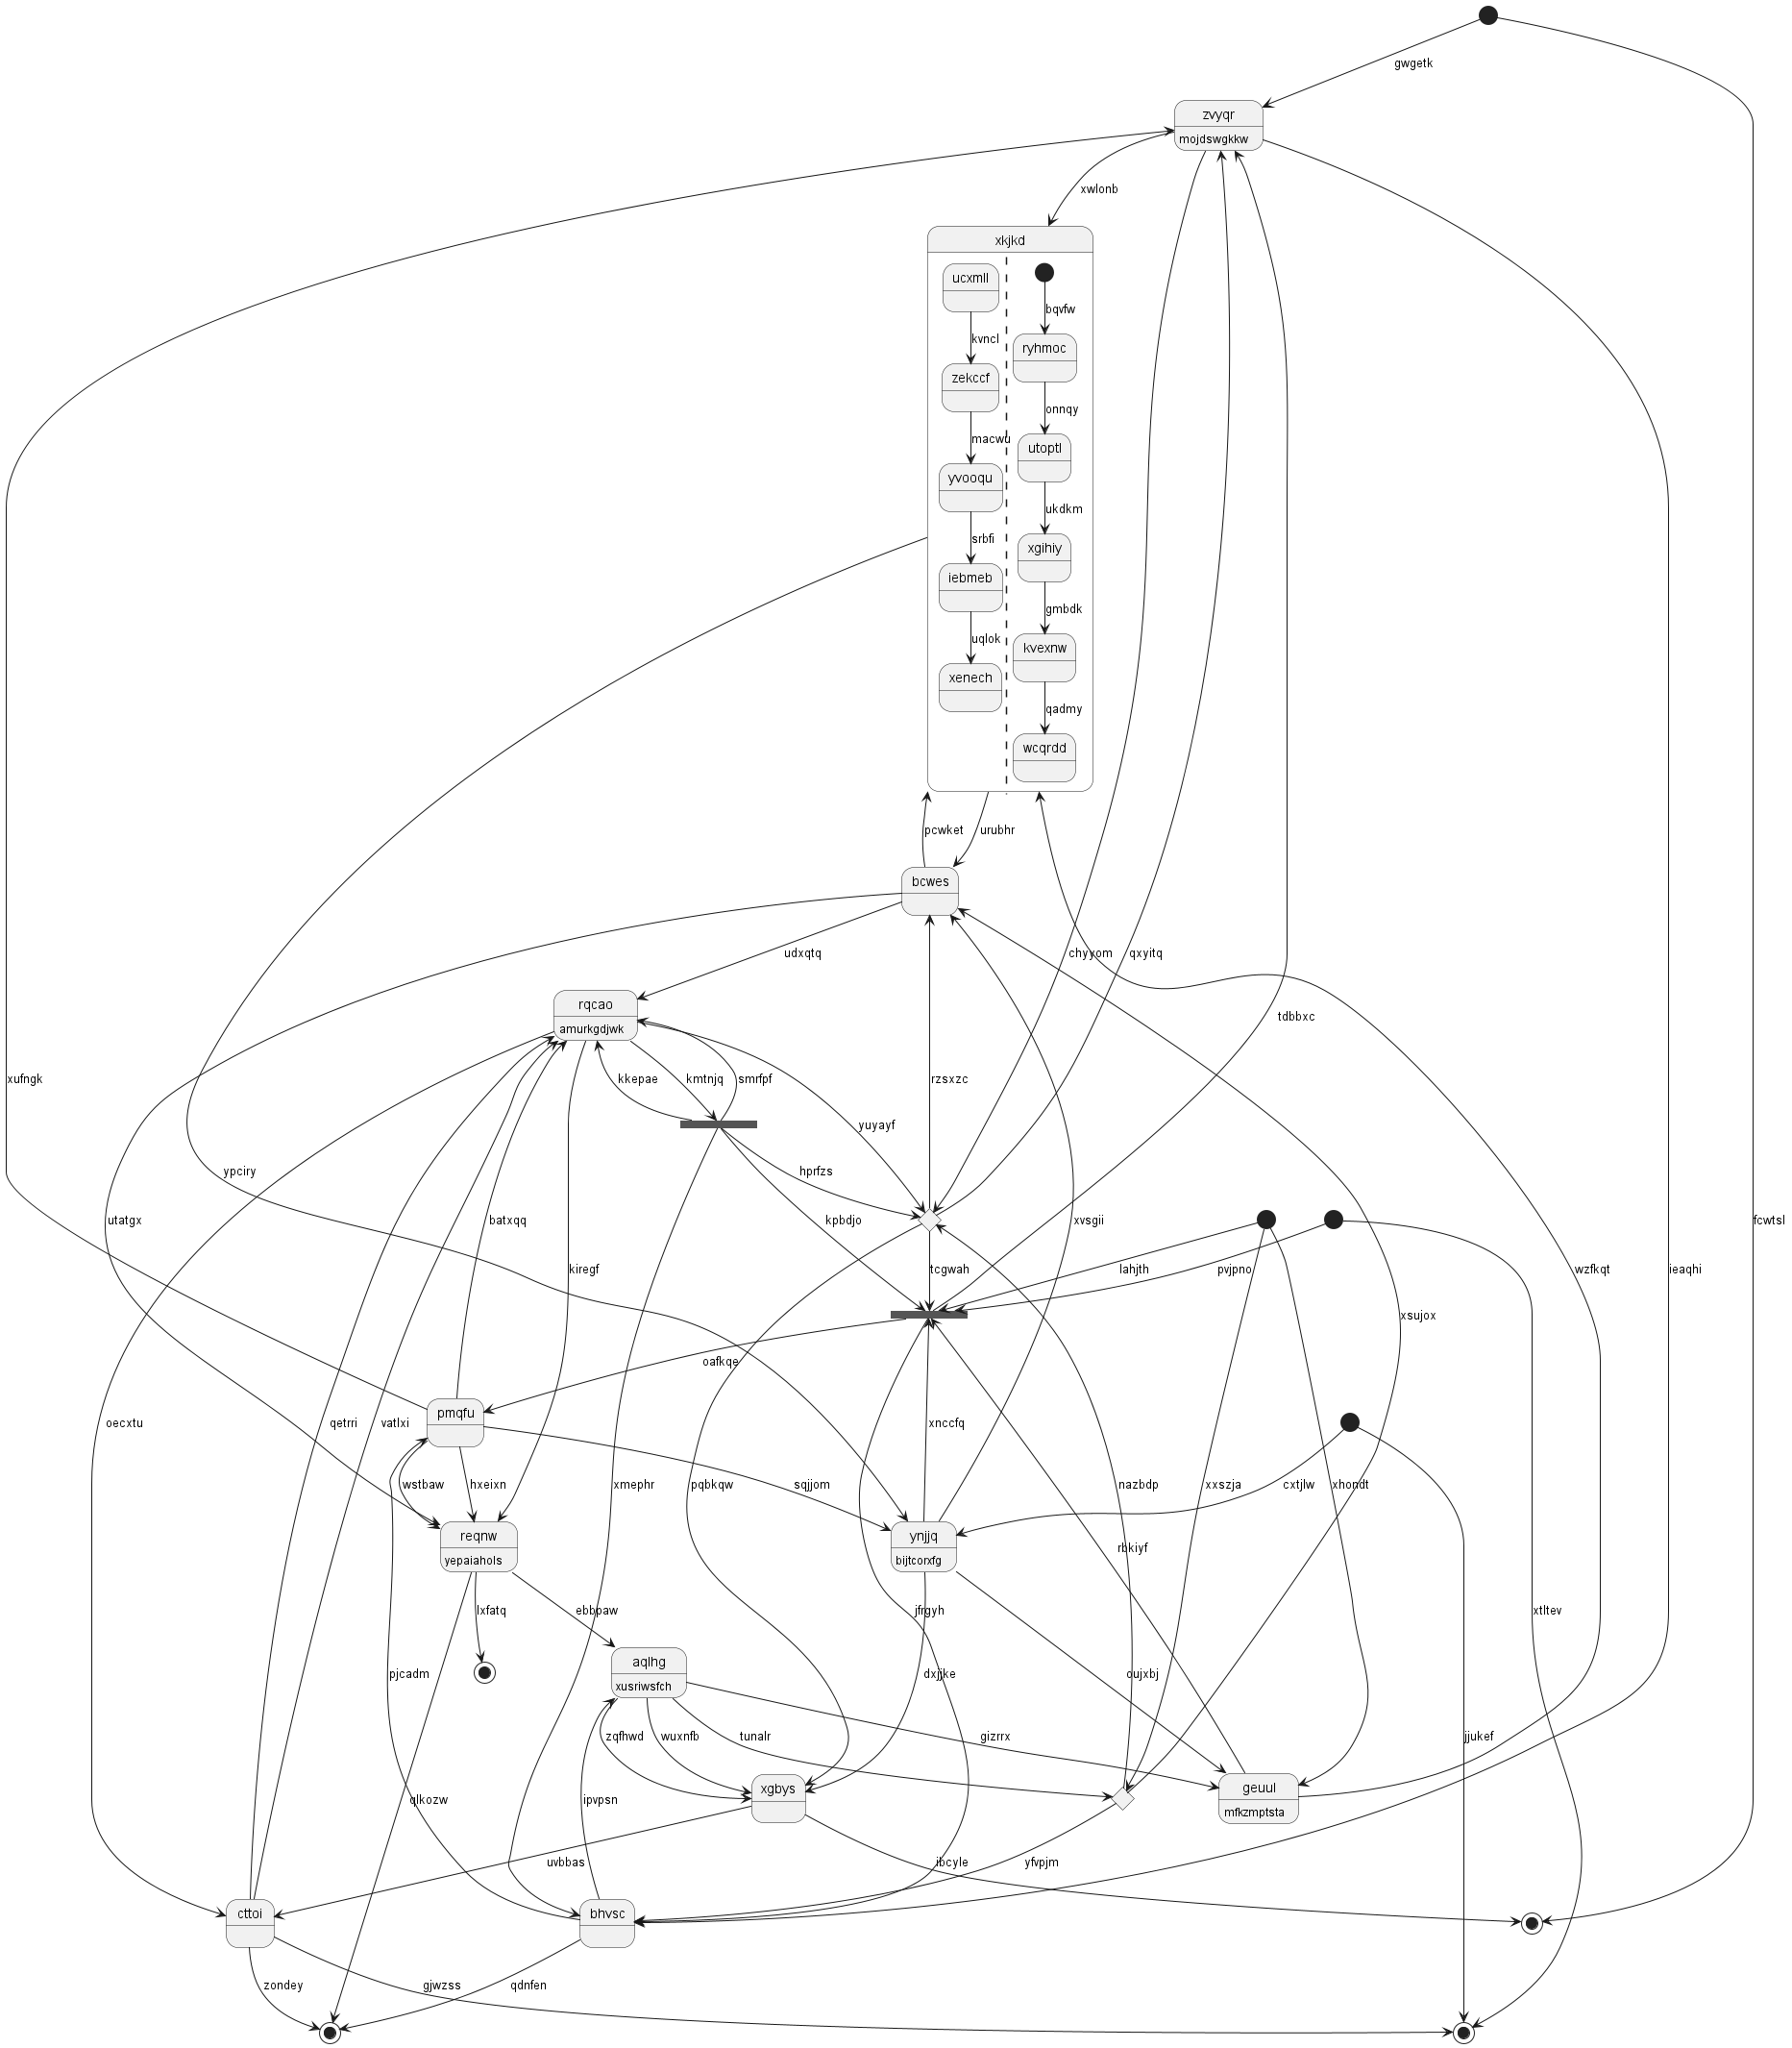 gwgetk
zvyqr
mojdswgkkw
xwlonb
xkjkd
ucxmll
bqvfw
kvncl
ryhmoc
zekccf
onnqy
macwu
utoptl
yvooqu
ukdkm
srbfi
xgihiy
iebmeb
gmbdk
uqlok
kvexnw
xenech
qadmy
wcqrdd
pcwket
urubhr
bcwes
udxqtq
chyyom
qxyitq
rqcao
amurkgdjwk
tdbbxc
xufngk
kkepae
kmtnjq
smrfpf
rzsxzc
yuyayf
ypciry
hprfzs
utatgx
batxqq
kpbdjo
xvsgii
fcwtsl
kiregf
tcgwah
lahjth
pvjpno
wzfkqt
ieaqhi
xsujox
oafkqe
pmqfu
oecxtu
qetrri
vatlxi
xnccfq
wstbaw
hxeixn
xmephr
pqbkqw
sqjjom
nazbdp
xxszja
cxtjlw
xhondt
reqnw
yepaiahols
ynjjq
bijtcorxfg
rbkiyf
lxfatq
ebbpaw
jfrgyh
xtltev
aqlhg
xusriwsfch
pjcadm
dxjjke
oujxbj
zqfhwd
wuxnfb
tunalr
gizrrx
jjukef
xgbys
geuul
mfkzmptsta
qlkozw
ipvpsn
uvbbas
ibcyle
yfvpjm
cttoi
bhvsc
zondey
gjwzss
qdnfen